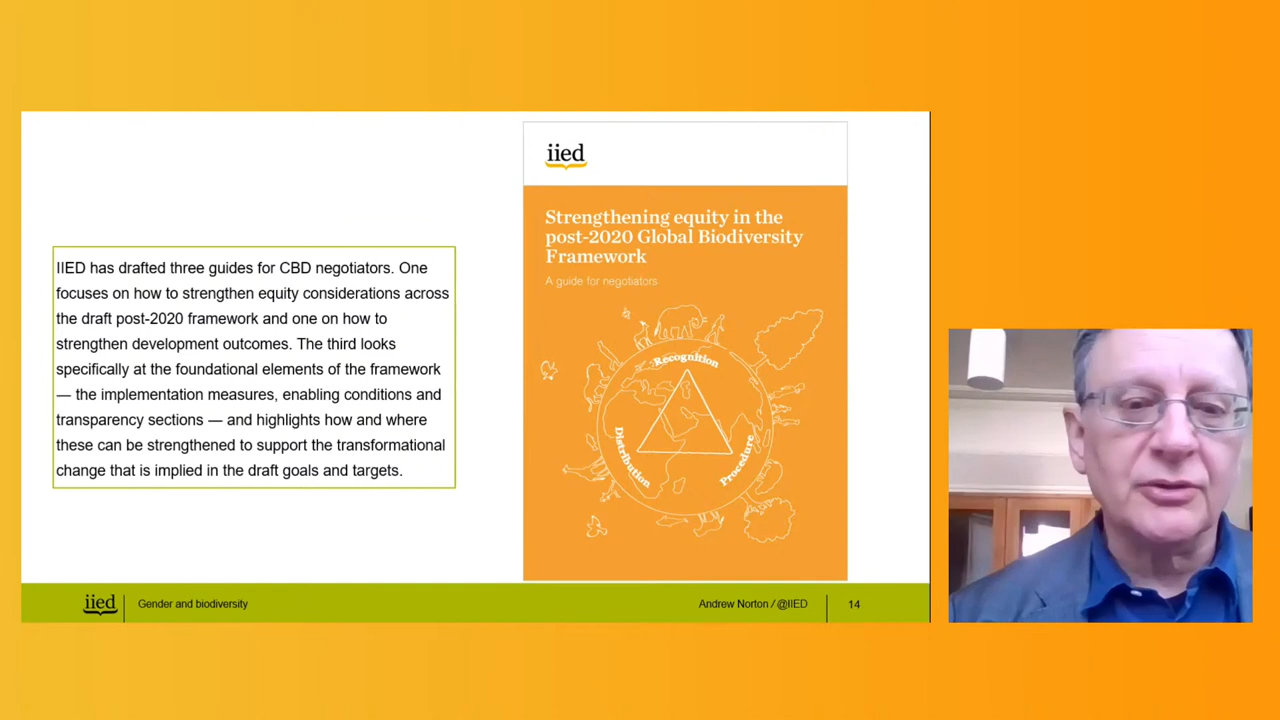 IIED has drafted three guides for CBD negotiators. One
focuses on how to strengthen equity considerations across
the draft post-2020 framework and one on how to
strengthen development outcomes. The third looks
specifically at the foundational elements of the framework
— the implementation measures, enabling conditions and
transparency sections — and highlights how and where
these can be strengthened to support the transformational
change that is implied in the draft goals and targets.
iied
Strengthening equity in the
post-2020 Global Biodiversity
Framework
A guide for negotiators
Recognition
Distribution
Procedure
iied
Gender and biodiversity
Andrew Norton / @IIED
14